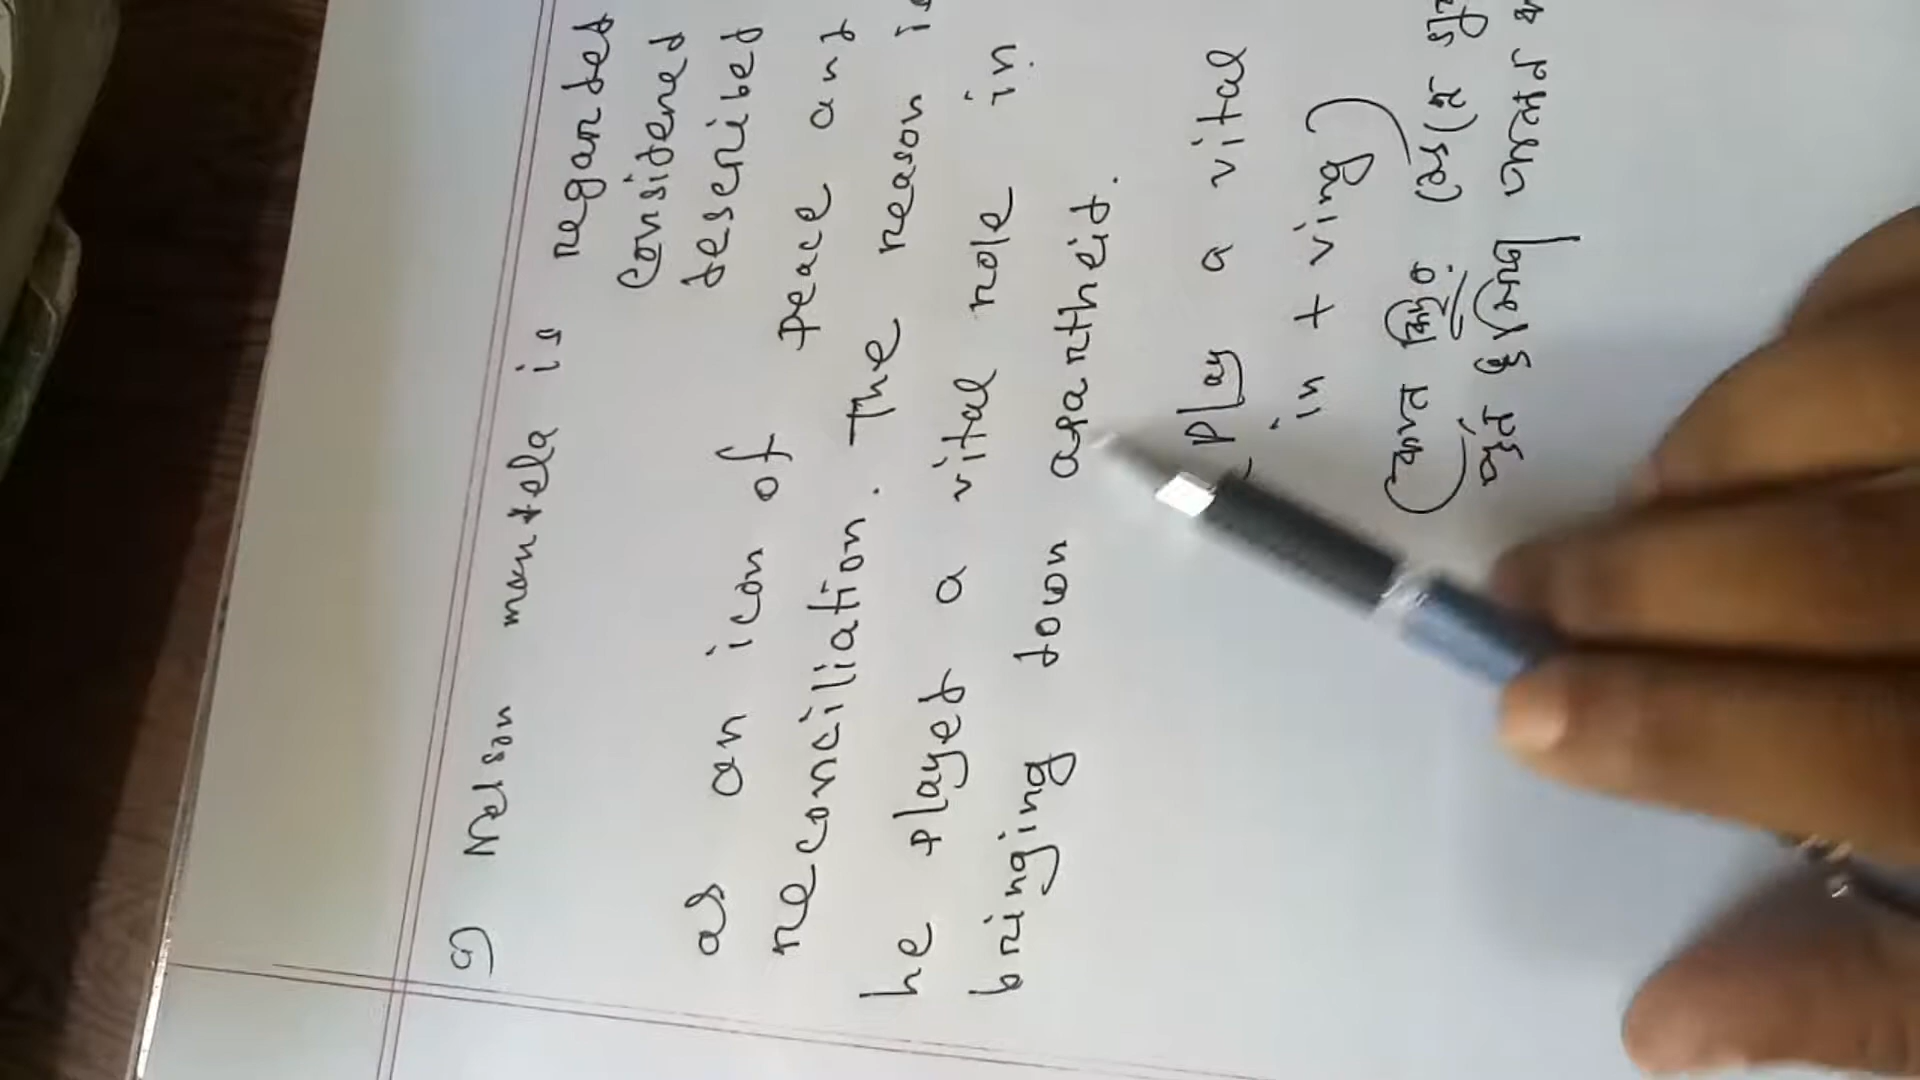 a) Nelson mandela is regarded
considered
described
as an icon of peace and
reconciliation. The reason is
he played a vital role in
bringing down apartheid.
play a vital
in + ving)